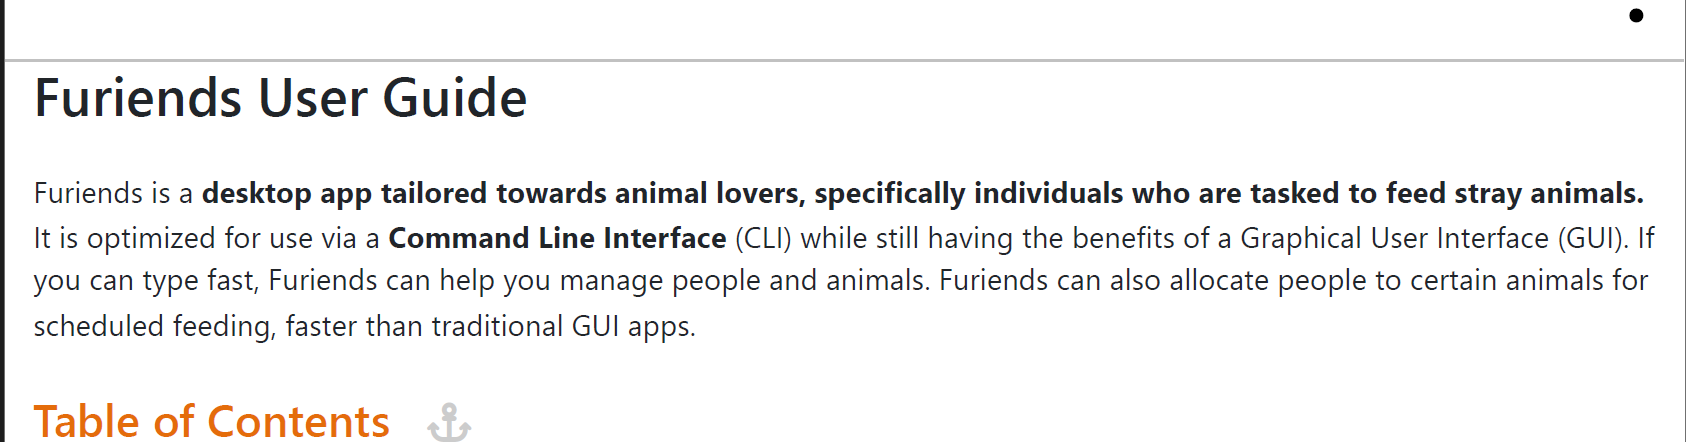 Furiends User Guide
Furiends is a desktop app tailored towards animal lovers, specifically individuals who are tasked to feed stray animals.
It is optimized for use via a Command Line Interface (CLI) while still having the benefits of a Graphical User Interface (GUI). If
you can type fast, Furiends can help you manage people and animals. Furiends can also allocate people to certain animals for
scheduled feeding, faster than traditional GUI apps.
Table of Contents